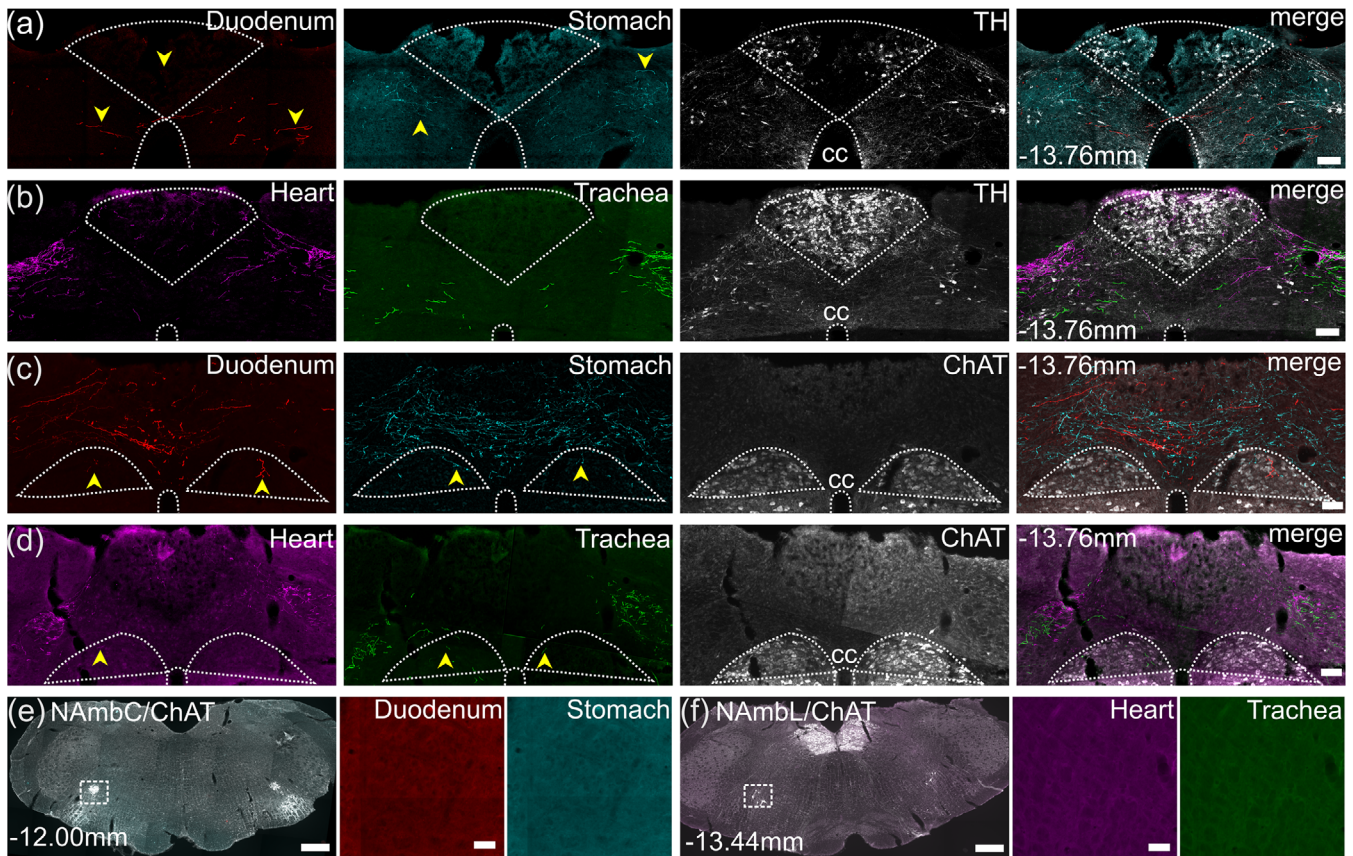 (a) Duodenum Stomach TH merge
cc -13.76mm
(b) Heart Trachea TH merge
cc -13.76mm
(c) Duodenum Stomach ChAT -13.76mm merge
cc
(d) Heart Trachea ChAT -13.76mm merge
cc
(e) NAmbC/ChAT Duodenum Stomach (f) NAmbL/ChAT Heart Trachea
-12.00mm -13.44mm